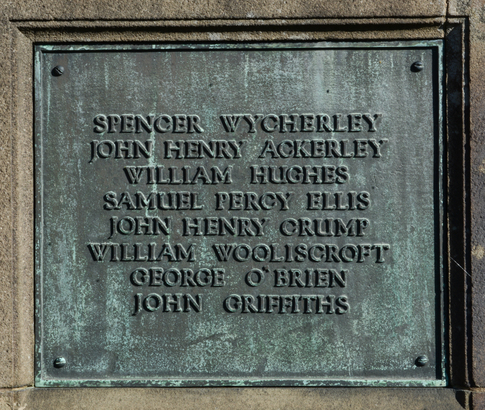 SPENCER WYCHERLEY
JOHN HENRY ACKERLEY
WILLIAM HUGHES
SAMUEL PERCY ELLIS
JOHN HENRY CRUMP
WILLIAM WOOLISCROFT
GEORGE O'BRIEN
JOHN GRIFFITHS